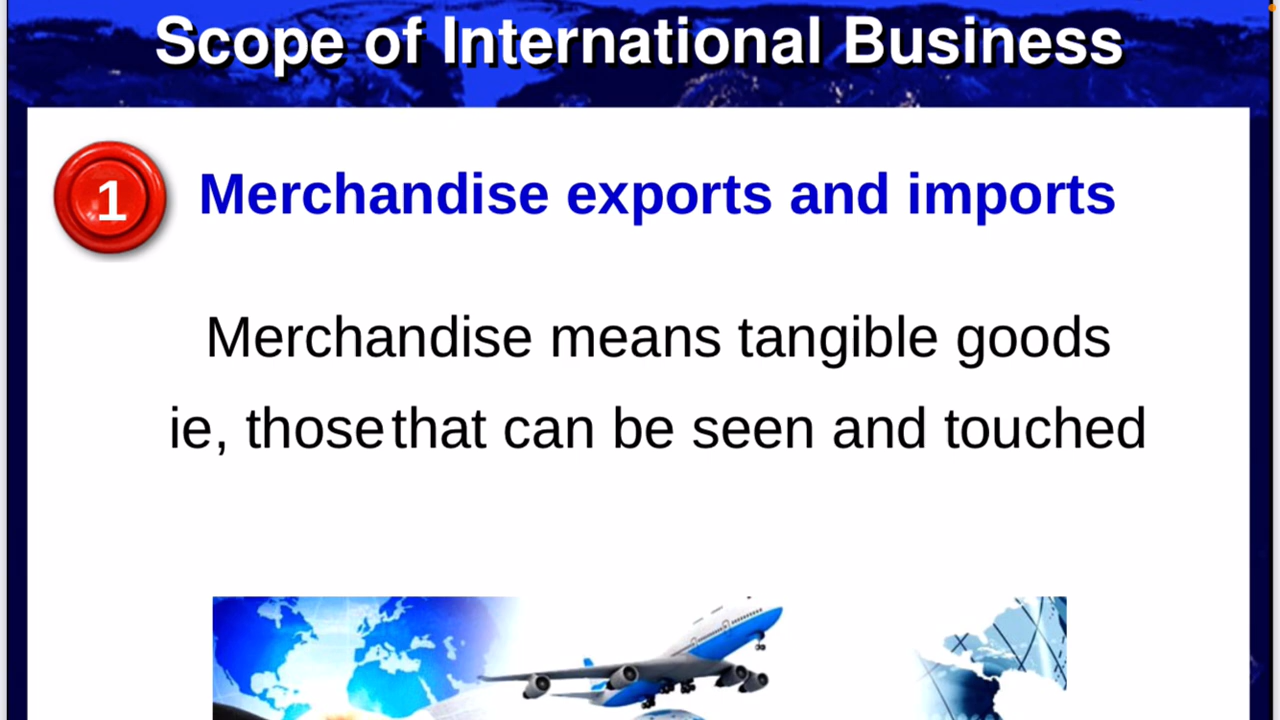 Scope of International Business
1
Merchandise exports and imports
Merchandise means tangible goods
ie, those that can be seen and touched